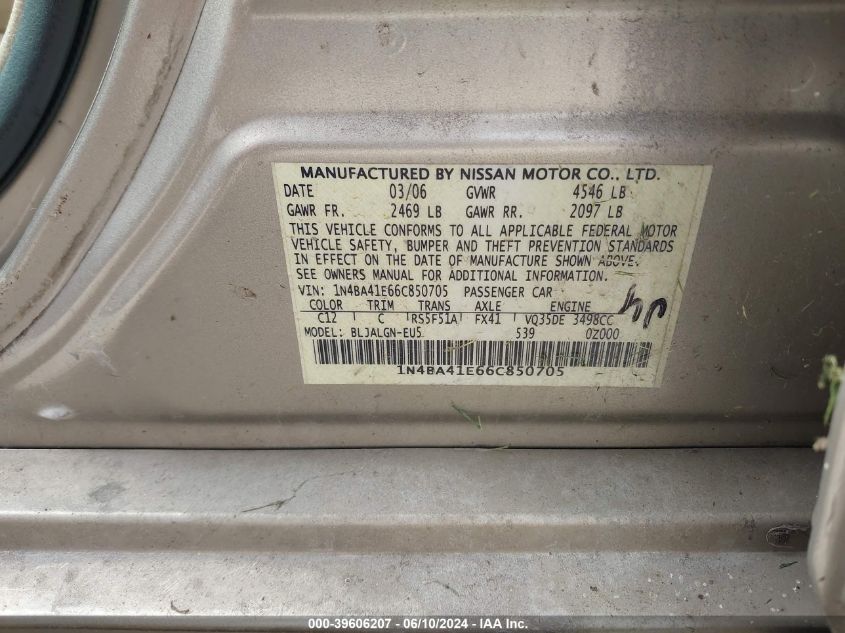 MANUFACTURED BY NISSAN MOTOR CO., LTD.
DATE 03/06 GVWR 4546 LB
GAWR FR. 2469 LB GAWR RR. 2097 LB
THIS VEHICLE CONFORMS TO ALL APPLICABLE FEDERAL MOTOR
VEHICLE SAFETY, BUMPER AND THEFT PREVENTION STANDARDS
IN EFFECT ON THE DATE OF MANUFACTURE SHOWN ABOVE.
SEE OWNERS MANUAL FOR ADDITIONAL INFORMATION.
VIN: 1N4BA41E66C850705 PASSENGER CAR
COLOR TRIM TRANS AXLE ENGINE
C12 C RS5F51A FX41 VQ35DE 3498CC
MODEL: BLJALGN-EU5 539 0Z000
1N4BA41E66C850705
000-39606207 - 06/10/2024 - IAA Inc.